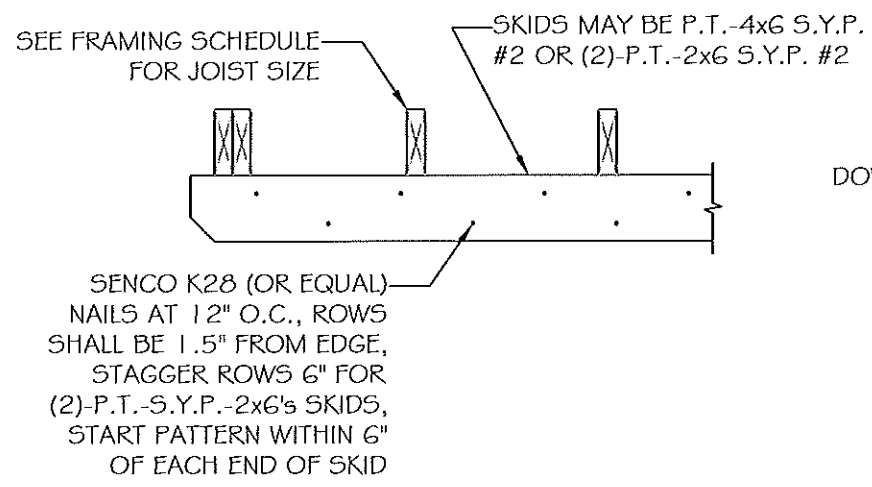 SEE FRAMING SCHEDULE
FOR JOIST SIZE
SKIDS MAY BE P.T.-4x6 S.Y.P.
#2 OR (2)-P.T.-2x6 S.Y.P. #2
SENCO K28 (OR EQUAL)
NAILS AT 12" O.C., ROWS
SHALL BE 1.5" FROM EDGE,
STAGGER ROWS 6" FOR
(2)-P.T.-S.Y.P.-2x6's SKIDS,
START PATTERN WITHIN 6"
OF EACH END OF SKID